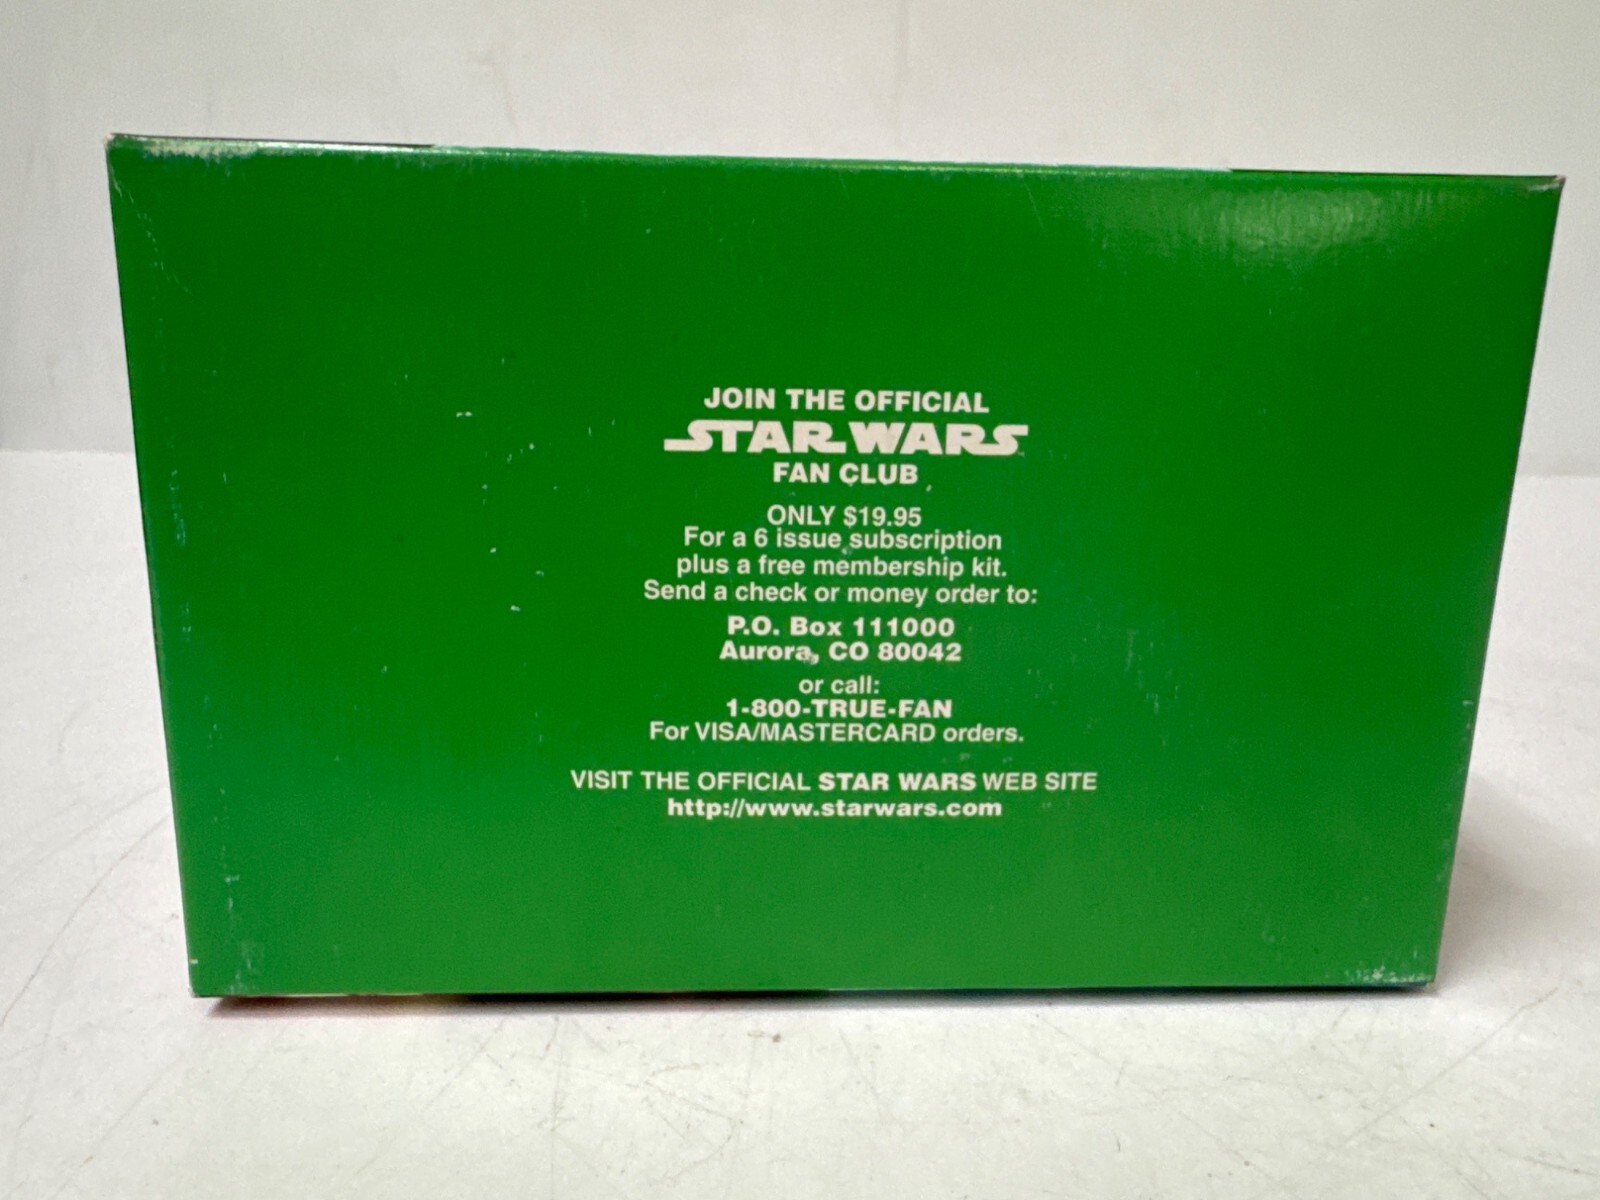 JOIN THE OFFICIAL
STAR WARS
FAN CLUB
ONLY $19.95
For a 6 issue subscription
plus a free membership kit.
Send a check or money order to:
P.O. Box 111000
Aurora, CO 80042
or call:
1-800-TRUE-FAN
For VISA/MASTERCARD orders.
VISIT THE OFFICIAL STAR WARS WEB SITE
http://www.starwars.com